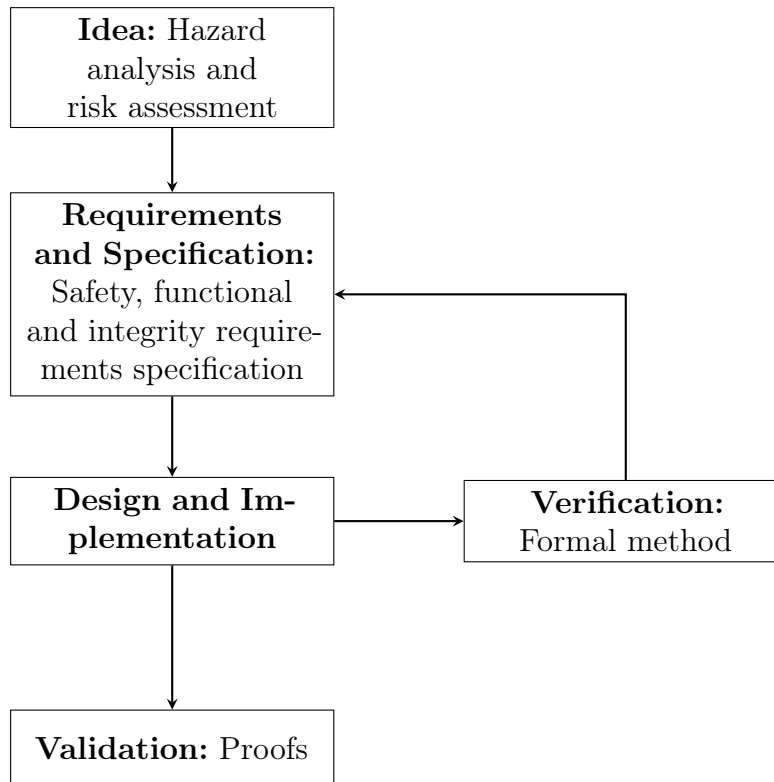 Idea: Hazard
analysis and
risk assessment
Requirements
and Specification:
Safety, functional
and integrity require-
ments specification
Design and Im-
plementation
Verification:
Formal method
Validation: Proofs